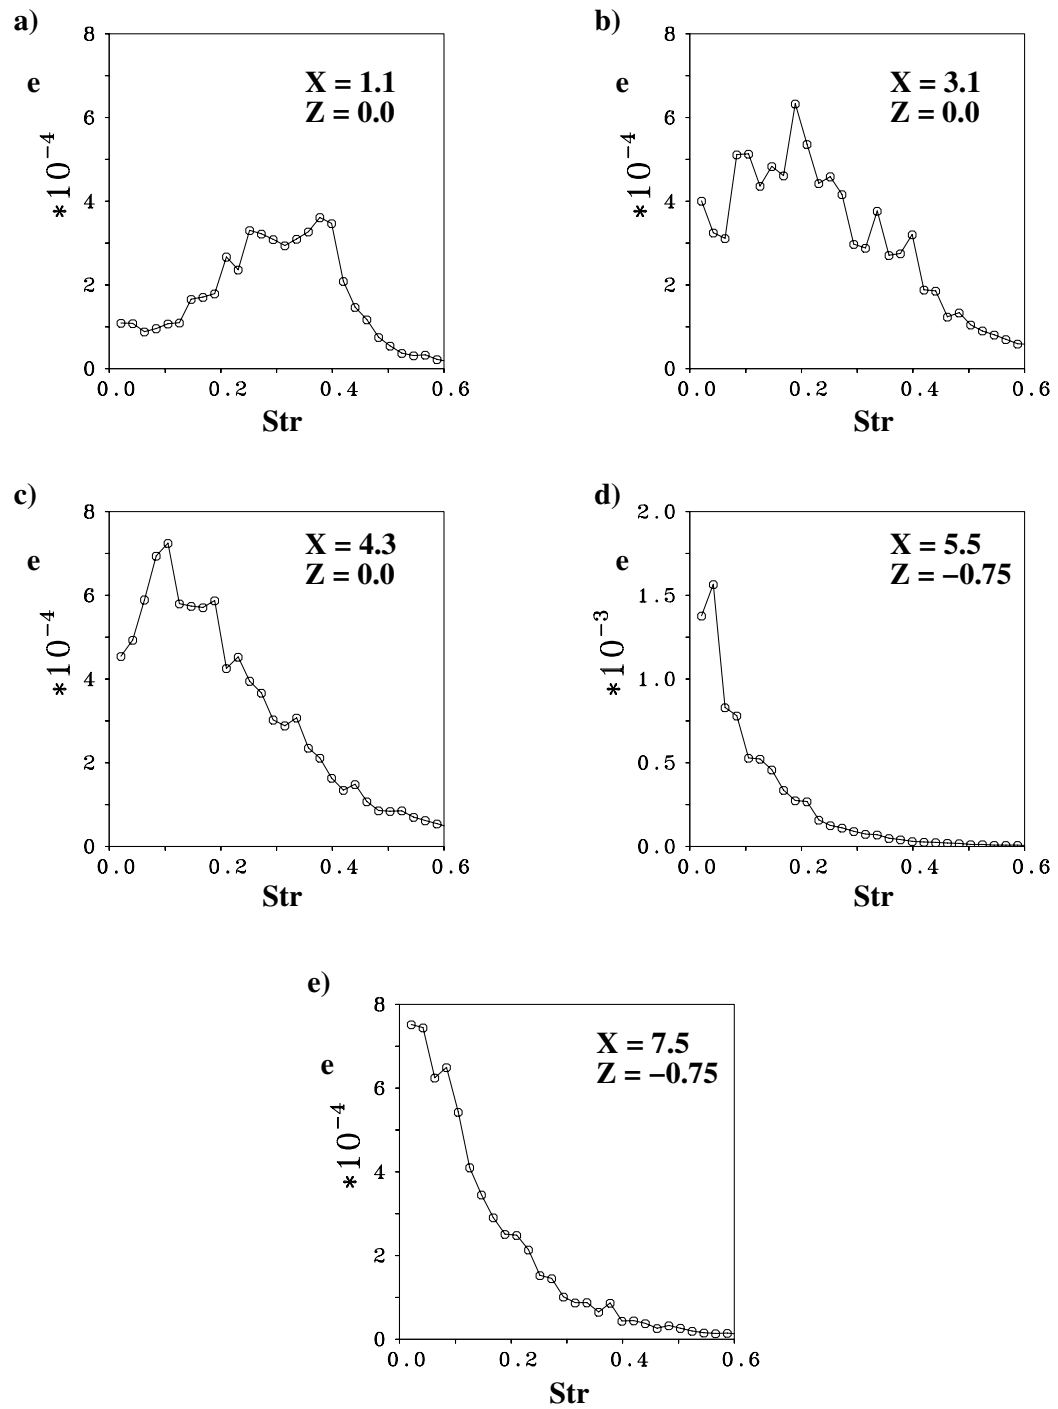 a)
8
e
X = 1.1
Z = 0.0
6
*10−4
4
2
0
0.0 0.2 0.4 0.6
Str
b)
8
e
X = 3.1
Z = 0.0
6
*10−4
4
2
0
0.0 0.2 0.4 0.6
Str
c)
8
e
X = 4.3
Z = 0.0
6
*10−4
4
2
0
0.0 0.2 0.4 0.6
Str
d)
2.0
e
X = 5.5
Z = −0.75
1.5
*10−3
1.0
0.5
0.0
0.0 0.2 0.4 0.6
Str
e)
8
e
X = 7.5
Z = −0.75
6
*10−4
4
2
0
0.0 0.2 0.4 0.6
Str